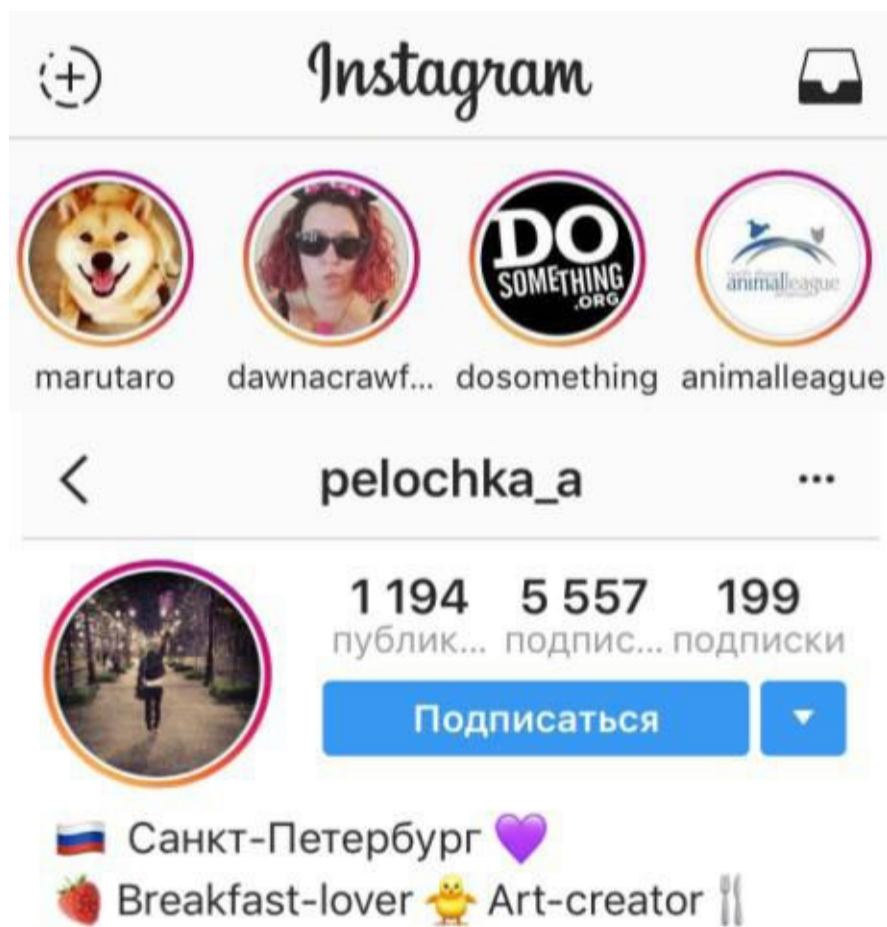 Instagram
DO
SOMETHING
.ORG
animalleague
marutaro dawnacrawf... dosomething animalleague
pelochka_a
1 194 5 557 199
публик... подпис... подписки
Подписаться
Санкт-Петербург
Breakfast-lover Art-creator